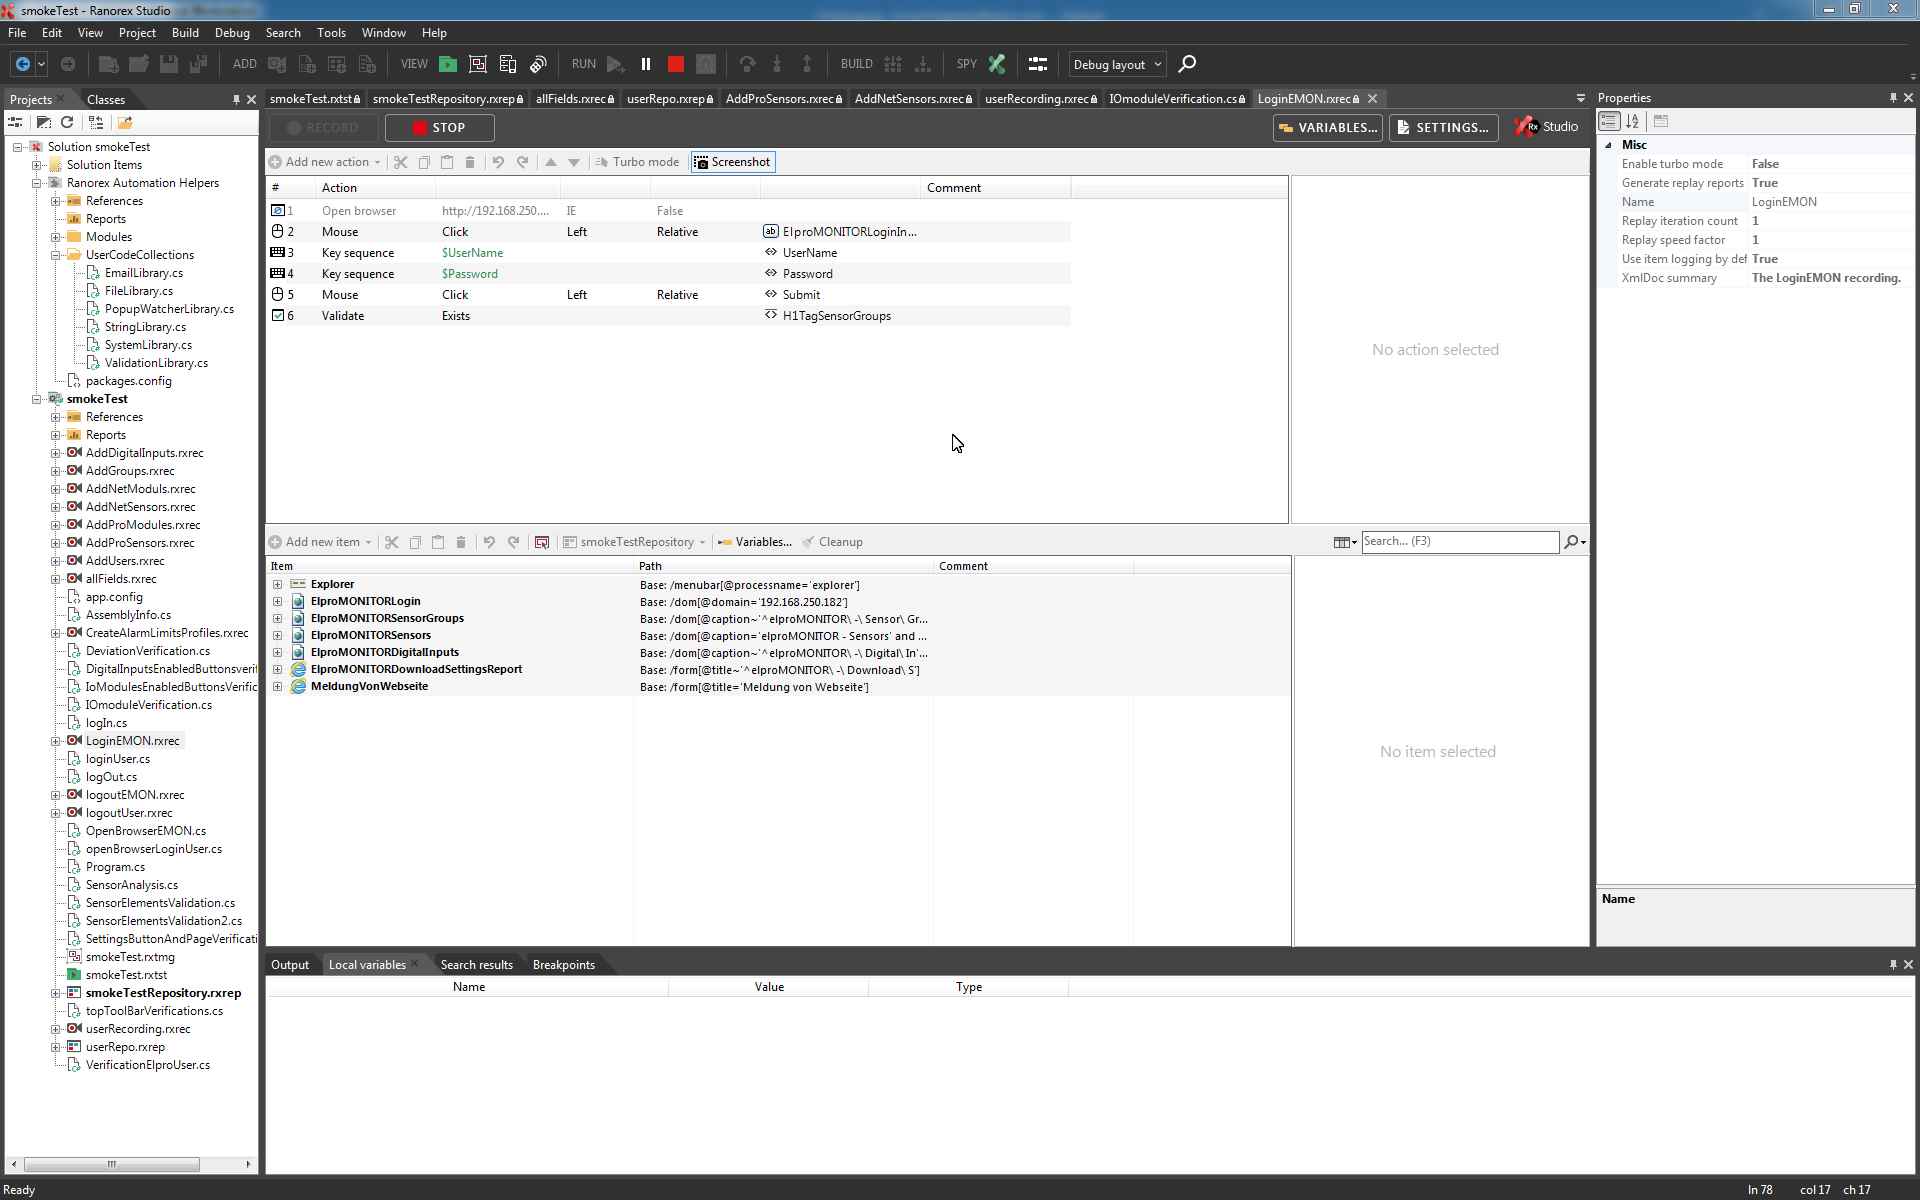 smokeTest - Ranorex Studio
File Edit View Project Build Debug Search Tools Window Help
ADD VIEW RUN BUILD SPY Debug layout
Projects Classes
smokeTest.rxtst smokeTestRepository.rxrep allFields.rxrec userRepo.rxrep AddProSensors.rxrec AddNetSensors.rxrec userRecording.rxrec IOmoduleVerification.cs LoginEMON.rxrec
Properties
RECORD STOP VARIABLES... SETTINGS... Rx Studio
Solution smokeTest
Solution Items
Ranorex Automation Helpers
References
Reports
Modules
UserCodeCollections
EmailLibrary.cs
FileLibrary.cs
PopupWatcherLibrary.cs
StringLibrary.cs
SystemLibrary.cs
ValidationLibrary.cs
packages.config
smokeTest
References
Reports
AddDigitalInputs.rxrec
AddGroups.rxrec
AddNetModuls.rxrec
AddNetSensors.rxrec
AddProModules.rxrec
AddProSensors.rxrec
AddUsers.rxrec
allFields.rxrec
app.config
AssemblyInfo.cs
CreateAlarmLimitsProfiles.rxrec
DeviationVerification.cs
DigitalInputsEnabledButtonsverif
IoModulesEnabledButtonsVerific
IOmoduleVerification.cs
logIn.cs
LoginEMON.rxrec
loginUser.cs
logOut.cs
logoutEMON.rxrec
logoutUser.rxrec
OpenBrowserEMON.cs
openBrowserLoginUser.cs
Program.cs
SensorAnalysis.cs
SensorElementsValidation.cs
SensorElementsValidation2.cs
SettingsButtonAndPageVerificati
smokeTest.rxtmg
smokeTest.rxtst
smokeTestRepository.rxrep
topToolBarVerifications.cs
userRecording.rxrec
userRepo.rxrep
VerificationElproUser.cs
Add new action Turbo mode Screenshot
# Action Comment
1 Open browser http://192.168.250.... IE False
2 Mouse Click Left Relative ElproMONITORLoginIn...
3 Key sequence $UserName UserName
4 Key sequence $Password Password
5 Mouse Click Left Relative Submit
6 Validate Exists H1TagSensorGroups
No action selected
Add new item smokeTestRepository Variables... Cleanup Search... (F3)
Item Path Comment
Explorer Base: /menubar[@processname='explorer']
ElproMONITORLogin Base: /dom[@domain='192.168.250.182']
ElproMONITORSensorGroups Base: /dom[@caption~'^elproMONITOR\ -\ Sensor\ Gr...
ElproMONITORSensors Base: /dom[@caption='elproMONITOR - Sensors' and ...
ElproMONITORDigitalInputs Base: /dom[@caption~'^elproMONITOR\ -\ Digital\ In'...
ElproMONITORDownloadSettingsReport Base: /form[@title~'^elproMONITOR\ -\ Download\ S']
MeldungVonWebseite Base: /form[@title='Meldung von Webseite']
No item selected
Misc
Enable turbo mode False
Generate replay reports True
Name LoginEMON
Replay iteration count 1
Replay speed factor 1
Use item logging by def True
XmlDoc summary The LoginEMON recording.
Name
Output Local variables Search results Breakpoints
Name Value Type
Ready ln 78 col 17 ch 17